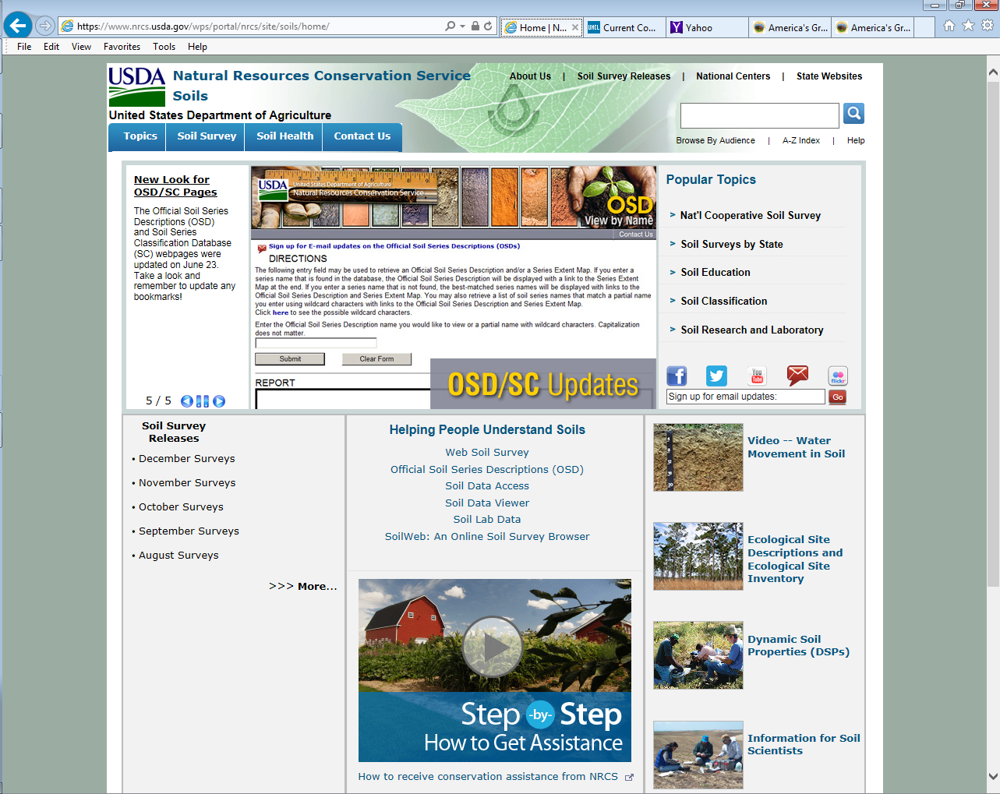 https://www.nrcs.usda.gov/wps/portal/nrcs/site/soils/home/
Home | N...
Current Co...
Yahoo
America's Gr...
America's Gr...
File Edit View Favorites Tools Help
USDA
Natural Resources Conservation Service
Soils
United States Department of Agriculture
About Us | Soil Survey Releases | National Centers | State Websites
Browse By Audience | A-Z Index | Help
Topics
Soil Survey
Soil Health
Contact Us
New Look for
OSD/SC Pages
The Official Soil Series
Descriptions (OSD)
and Soil Series
Classification Database
(SC) webpages were
updated on June 23.
Take a look and
remember to update any
bookmarks!
5 / 5
USDA
United States Department of Agriculture
Natural Resources Conservation Service
OSD
View by Name
Contact Us
Sign up for E-mail updates on the Official Soil Series Descriptions (OSDs)
DIRECTIONS
The following entry field may be used to retrieve an Official Soil Series Description and/or a Series Extent Map. If you enter a
series name that is found in the database, the Official Soil Series Description will be displayed with a link to the Series Extent
Map at the end. If you enter a series name that is not found, the best-matched series names will be displayed with links to the
Official Soil Series Description and Series Extent Map. You may also retrieve a list of soil series names that match a partial name
you enter using wildcard characters with links to the Official Soil Series Description and Series Extent Map.
Click here to see the possible wildcard characters.
Enter the Official Soil Series Description name you would like to view or a partial name with wildcard characters. Capitalization
does not matter.
Submit
Clear Form
REPORT
OSD/SC Updates
Popular Topics
> Nat'l Cooperative Soil Survey
> Soil Surveys by State
> Soil Education
> Soil Classification
> Soil Research and Laboratory
You Tube
flickr
Sign up for email updates:
Go
Soil Survey
Releases
• December Surveys
• November Surveys
• October Surveys
• September Surveys
• August Surveys
>>> More...
Helping People Understand Soils
Web Soil Survey
Official Soil Series Descriptions (OSD)
Soil Data Access
Soil Data Viewer
Soil Lab Data
SoilWeb: An Online Soil Survey Browser
Step -by- Step
How to Get Assistance
How to receive conservation assistance from NRCS
Video -- Water
Movement in Soil
Ecological Site
Descriptions and
Ecological Site
Inventory
Dynamic Soil
Properties (DSPs)
Information for Soil
Scientists